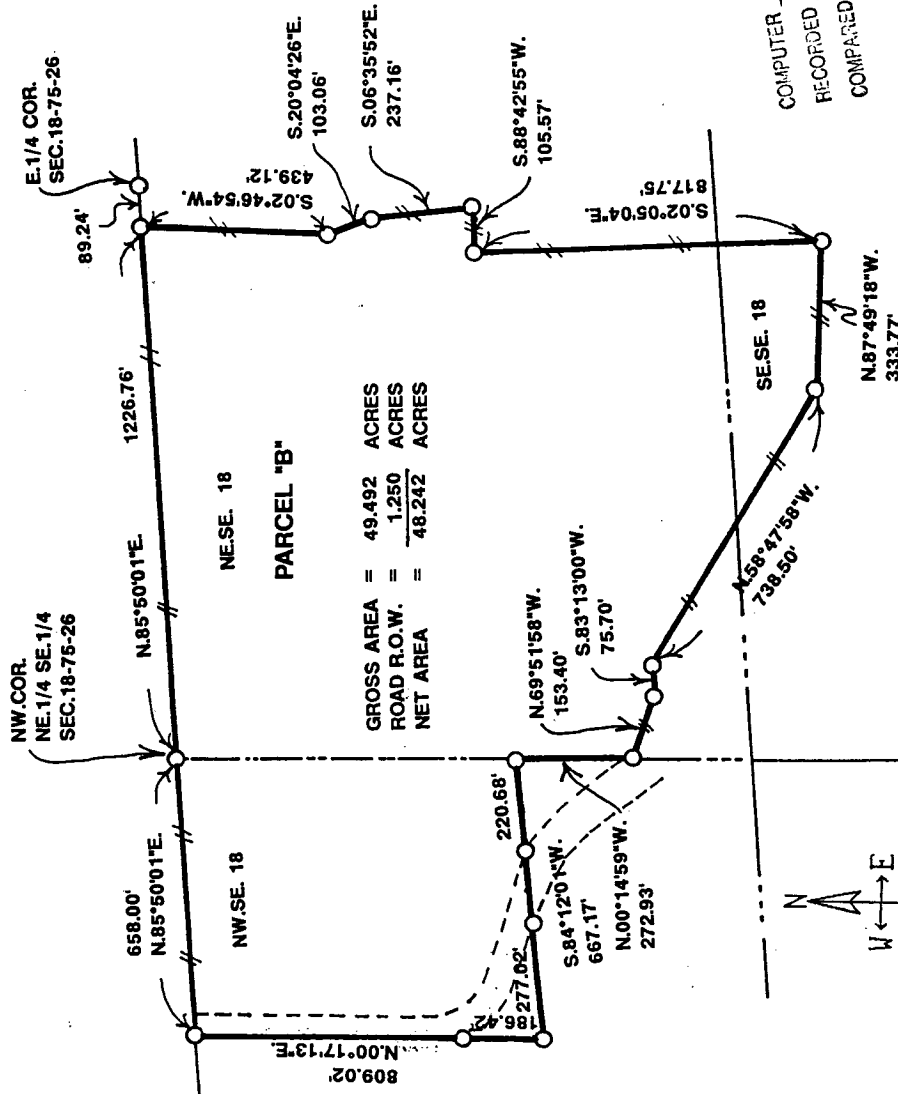 E.1/4 COR.
SEC.18-75-26
89.24'
S.02°46'54"W.
439.12'
S.20°04'26"E.
103.06'
S.06°35'52"E.
237.16'
S.88°42'55"W.
105.57'
S.02°05'04"E.
817.75'
N.87°49'18"W.
333.77'
SE.SE. 18
NW.COR.
NE.1/4 SE.1/4
SEC.18-75-26
N.85°50'01"E.
1226.76'
NE.SE. 18
PARCEL "B"
GROSS AREA = 49.492 ACRES
ROAD R.O.W. = 1.250 ACRES
NET AREA = 48.242 ACRES
N.58°47'58"W.
738.50'
S.83°13'00"W.
75.70'
N.69°51'58"W.
153.40'
658.00'
N.85°50'01"E.
NW.SE. 18
220.68'
S.84°12'01"W.
667.17'
N.00°14'59"W.
272.93'
277.02'
186.42'
N.00°17'13"E.
809.02'
N
W E
COMPUTER
RECORDED
COMPARED